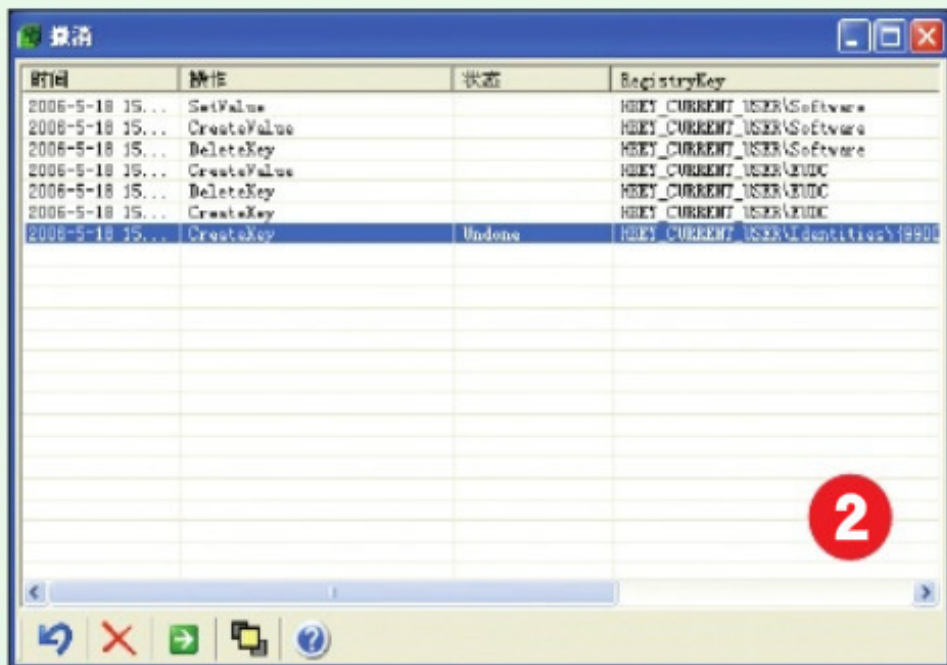 撤消
时间 操作 状态 RegistryKey
2006-5-18 15... SetValue HKEY_CURRENT_USER\Software
2006-5-18 15... CreateValue HKEY_CURRENT_USER\Software
2006-5-18 15... DeleteKey HKEY_CURRENT_USER\Software
2006-5-18 15... CreateValue HKEY_CURRENT_USER\EUDC
2006-5-18 15... DeleteKey HKEY_CURRENT_USER\EUDC
2006-5-18 15... CreateKey HKEY_CURRENT_USER\EUDC
2006-5-18 15... CreateKey Undone HKEY_CURRENT_USER\Identities\{990D
2